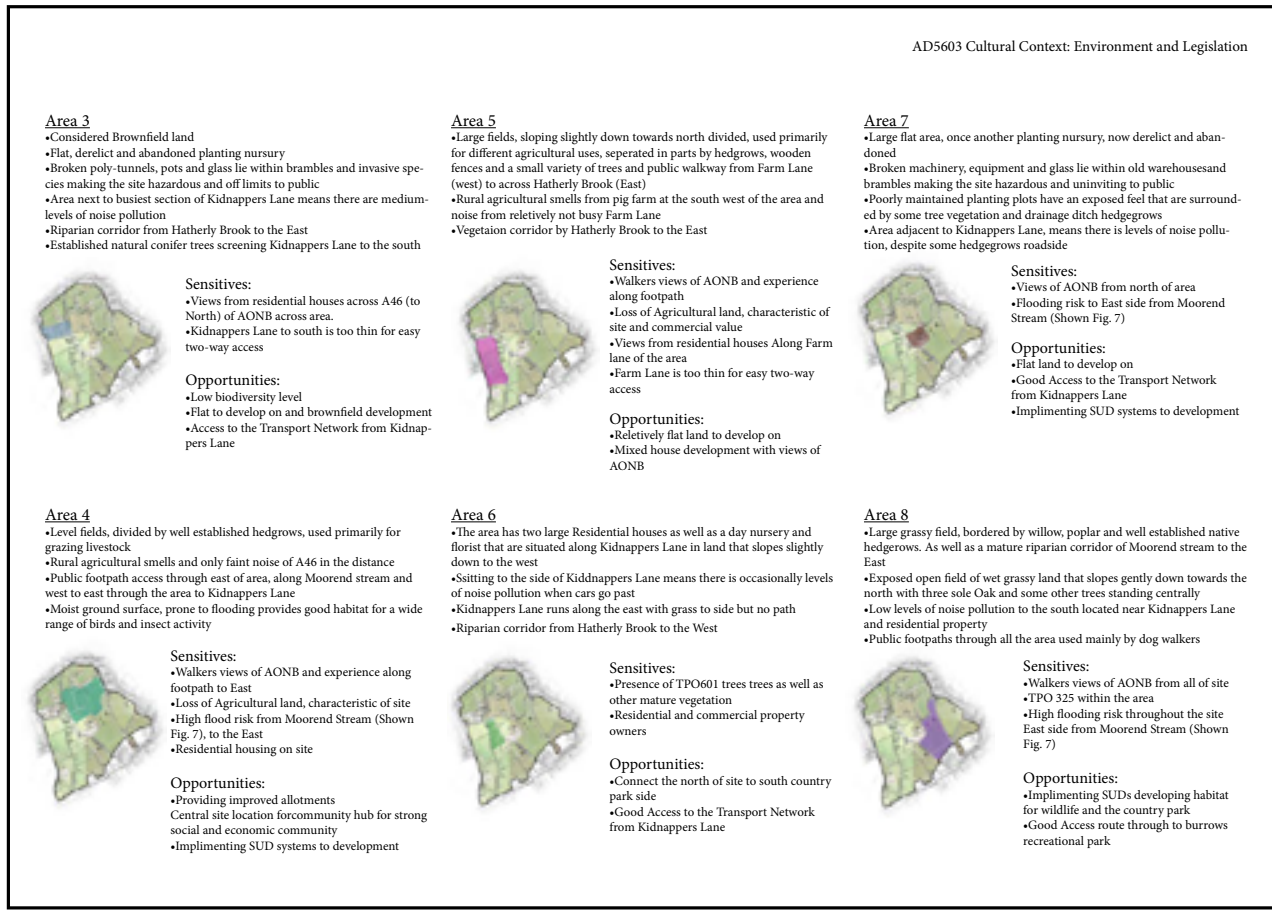 AD5603 Cultural Context: Environment and Legislation
Area 3
•Considered Brownfield land
•Flat, derelict and abandoned planting nursury
•Broken poly-tunnels, pots and glass lie within brambles and invasive spe-
cies making the site hazardous and off limits to public
•Area next to busiest section of Kidnappers Lane means there are medium-
levels of noise pollution
•Riparian corridor from Hatherly Brook to the East
•Established natural conifer trees screening Kidnappers Lane to the south
Sensitives:
•Views from residential houses across A46 (to
North) of AONB across area.
•Kidnappers Lane to south is too thin for easy
two-way access
Opportunities:
•Low biodiversity level
•Flat to develop on and brownfield development
•Access to the Transport Network from Kidnap-
pers Lane
Area 5
•Large fields, sloping slightly down towards north divided, used primarily
for different agricultural uses, seperated in parts by hedgrows, wooden
fences and a small variety of trees and public walkway from Farm Lane
(west) to across Hatherly Brook (East)
•Rural agricultural smells from pig farm at the south west of the area and
noise from reletively not busy Farm Lane
•Vegetaion corridor by Hatherly Brook to the East
Sensitives:
•Walkers views of AONB and experience
along footpath
•Loss of Agricultural land, characteristic of
site and commercial value
•Views from residential houses Along Farm
lane of the area
•Farm Lane is too thin for easy two-way
access
Opportunities:
•Reletively flat land to develop on
•Mixed house development with views of
AONB
Area 7
•Large flat area, once another planting nursury, now derelict and aban-
doned
•Broken machinery, equipment and glass lie within old warehousesand
brambles making the site hazardous and uninviting to public
•Poorly maintained planting plots have an exposed feel that are surround-
ed by some tree vegetation and drainage ditch hedgegrows
•Area adjacent to Kidnappers Lane, means there is levels of noise pollu-
tion, despite some hedgegrows roadside
Sensitives:
•Views of AONB from north of area
•Flooding risk to East side from Moorend
Stream (Shown Fig. 7)
Opportunities:
•Flat land to develop on
•Good Access to the Transport Network
from Kidnappers Lane
•Implimenting SUD systems to development
Area 4
•Level fields, divided by well established hedgrows, used primarily for
grazing livestock
•Rural agricultural smells and only faint noise of A46 in the distance
•Public footpath access through east of area, along Moorend stream and
west to east through the area to Kidnappers Lane
•Moist ground surface, prone to flooding provides good habitat for a wide
range of birds and insect activity
Sensitives:
•Walkers views of AONB and experience along
footpath to East
•Loss of Agricultural land, characteristic of site
•High flood risk from Moorend Stream (Shown
Fig. 7), to the East
•Residential housing on site
Opportunities:
•Providing improved allotments
Central site location forcommunity hub for strong
social and economic community
•Implimenting SUD systems to development
Area 6
•The area has two large Residential houses as well as a day nursery and
florist that are situated along Kidnappers Lane in land that slopes slightly
down to the west
•Ssitting to the side of Kiddnappers Lane means there is occasionally levels
of noise pollution when cars go past
•Kidnappers Lane runs along the east with grass to side but no path
•Riparian corridor from Hatherly Brook to the West
Sensitives:
•Presence of TPO601 trees trees as well as
other mature vegetation
•Residential and commercial property
owners
Opportunities:
•Connect the north of site to south country
park side
•Good Access to the Transport Network
from Kidnappers Lane
Area 8
•Large grassy field, bordered by willow, poplar and well established native
hedgerows. As well as a mature riparian corridor of Moorend stream to the
East
•Exposed open field of wet grassy land that slopes gently down towards the
north with three sole Oak and some other trees standing centrally
•Low levels of noise pollution to the south located near Kidnappers Lane
and residential property
•Public footpaths through all the area used mainly by dog walkers
Sensitives:
•Walkers views of AONB from all of site
•TPO 325 within the area
•High flooding risk throughout the site
East side from Moorend Stream (Shown
Fig. 7)
Opportunities:
•Implimenting SUDs developing habitat
for wildlife and the country park
•Good Access route through to burrows
recreational park